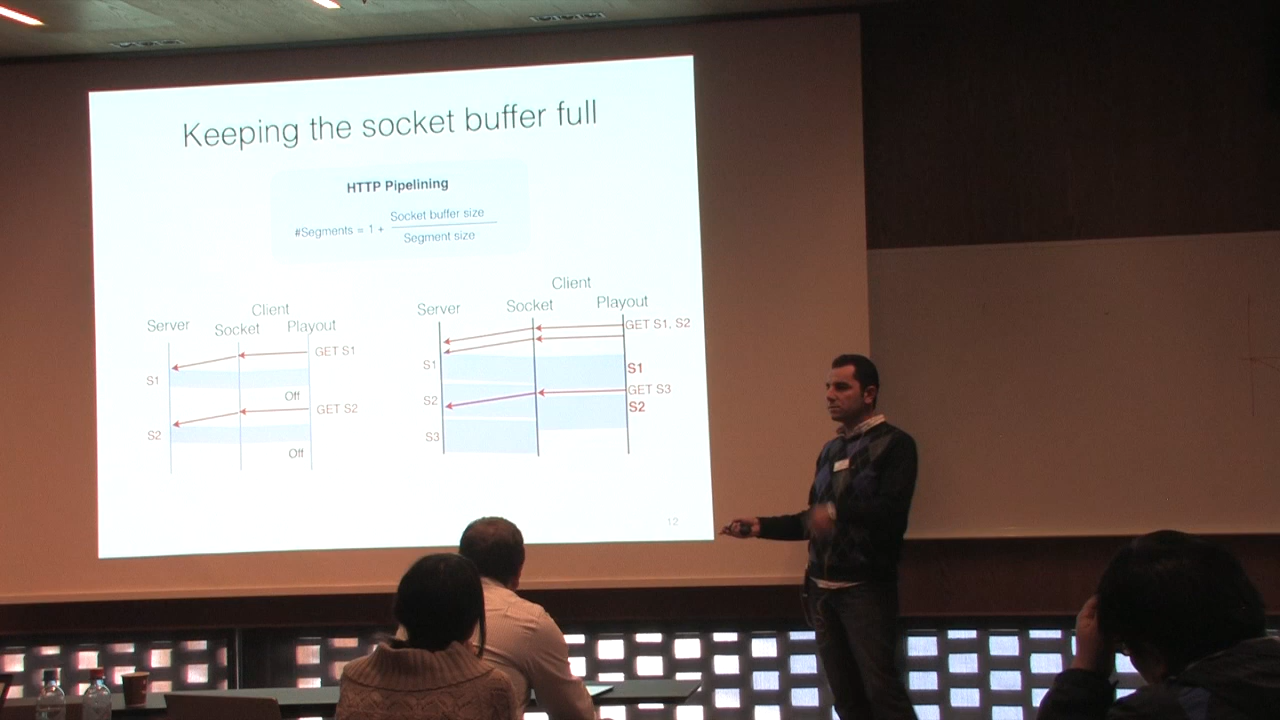 Keeping the socket buffer full
HTTP Pipelining
#Segments = 1 + Socket buffer size
Segment size
Client
Server Socket Playout
GET S1
S1
Off
GET S2
S2
Off
Client
Server Socket Playout
GET S1, S2
S1
S1
GET S3
S2
S2
S3
12